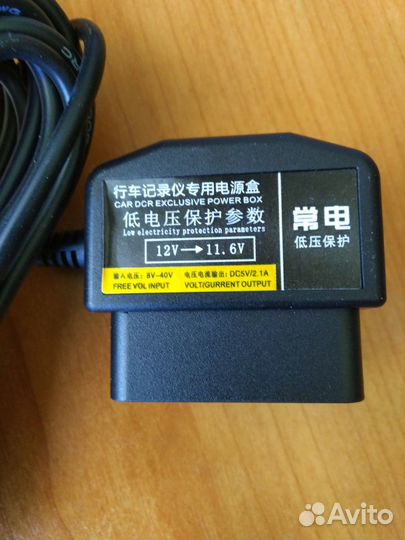 行车记录仪专用电源盒
CAR DCR EXCLUSIVE POWER BOX
低电压保护参数
Low electricity protection parameters
12V→11.6V
常电
低压保护
输入电压: 8V-40V
FREE VOL INPUT
电压电流输出: DC5V/2.1A
VOLT/GURRENT OUTPUT
Avito